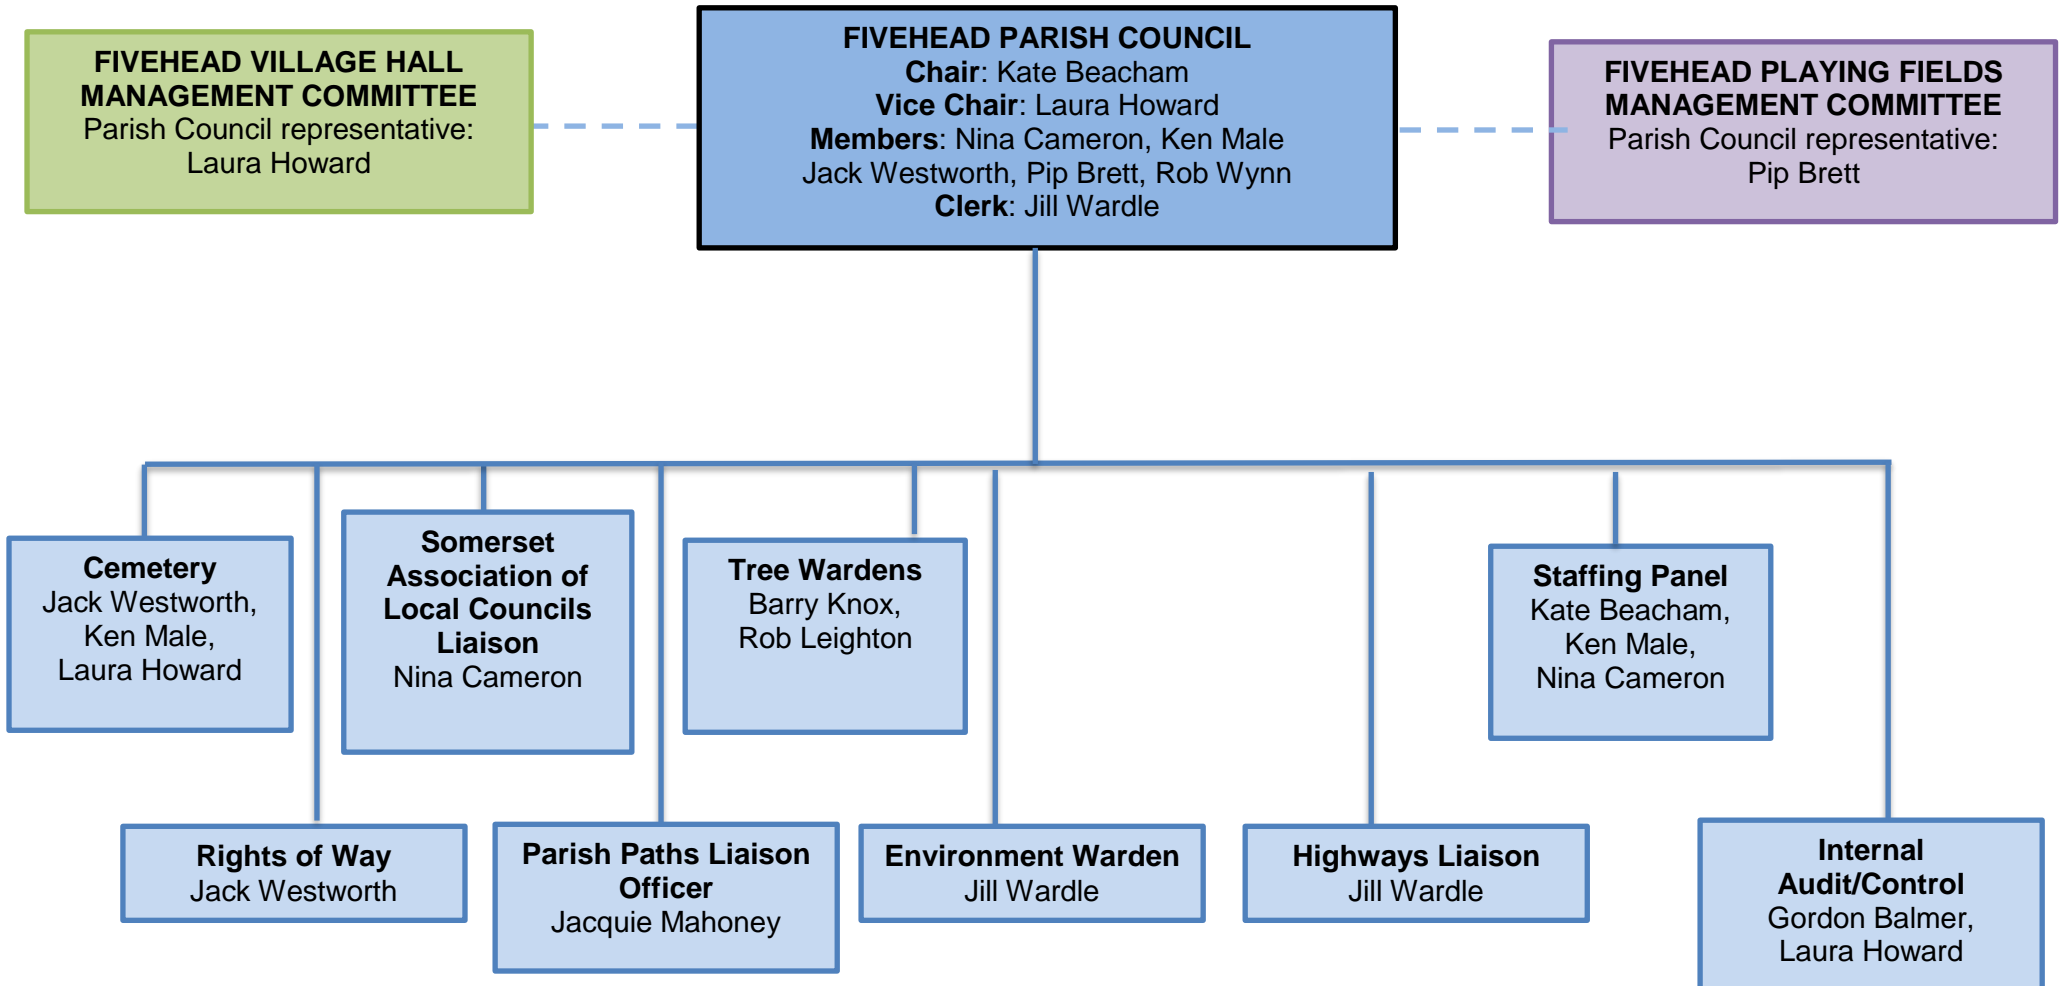 FIVEHEAD VILLAGE HALL
MANAGEMENT COMMITTEE
Parish Council representative:
Laura Howard
FIVEHEAD PARISH COUNCIL
Chair: Kate Beacham
Vice Chair: Laura Howard
Members: Nina Cameron, Ken Male
Jack Westworth, Pip Brett, Rob Wynn
Clerk: Jill Wardle
FIVEHEAD PLAYING FIELDS
MANAGEMENT COMMITTEE
Parish Council representative:
Pip Brett
Cemetery
Jack Westworth,
Ken Male,
Laura Howard
Somerset
Association of
Local Councils
Liaison
Nina Cameron
Tree Wardens
Barry Knox,
Rob Leighton
Staffing Panel
Kate Beacham,
Ken Male,
Nina Cameron
Rights of Way
Jack Westworth
Parish Paths Liaison
Officer
Jacquie Mahoney
Environment Warden
Jill Wardle
Highways Liaison
Jill Wardle
Internal
Audit/Control
Gordon Balmer,
Laura Howard